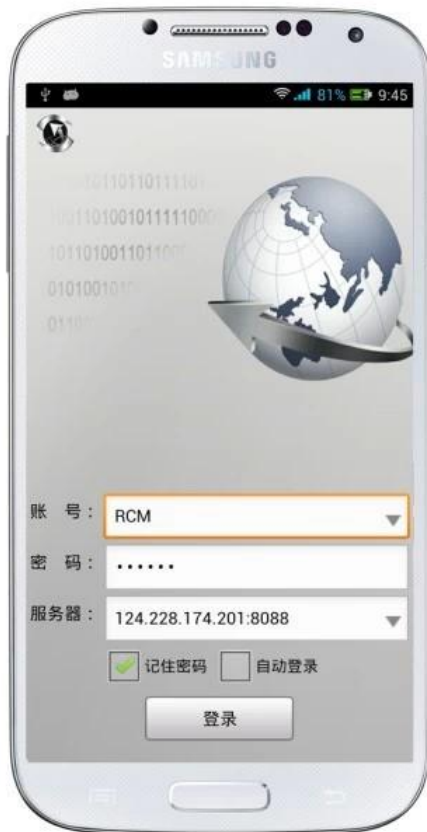 SAMSUNG
81% 9:45
账 号：
RCM
密 码：
••••••
服务器：
124.228.174.201:8088
记住密码
自动登录
登录